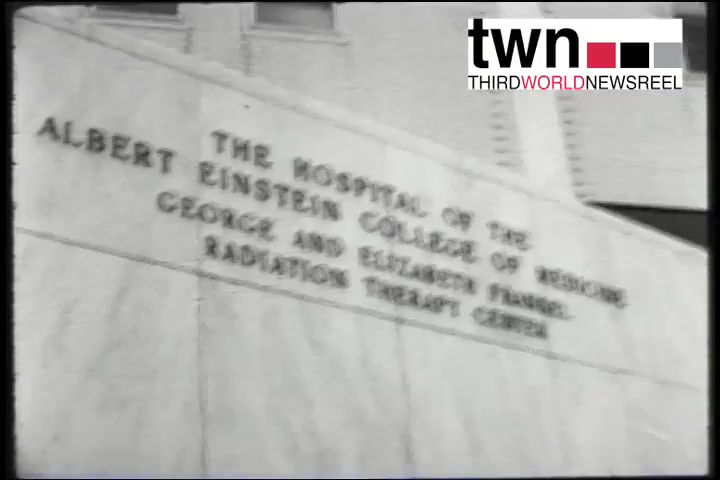 twn
THIRDWORLDNEWSREEL
THE HOSPITAL OF THE
ALBERT EINSTEIN COLLEGE OF MEDICINE
GEORGE AND ELIZABETH FRANKEL
RADIATION THERAPY CENTER